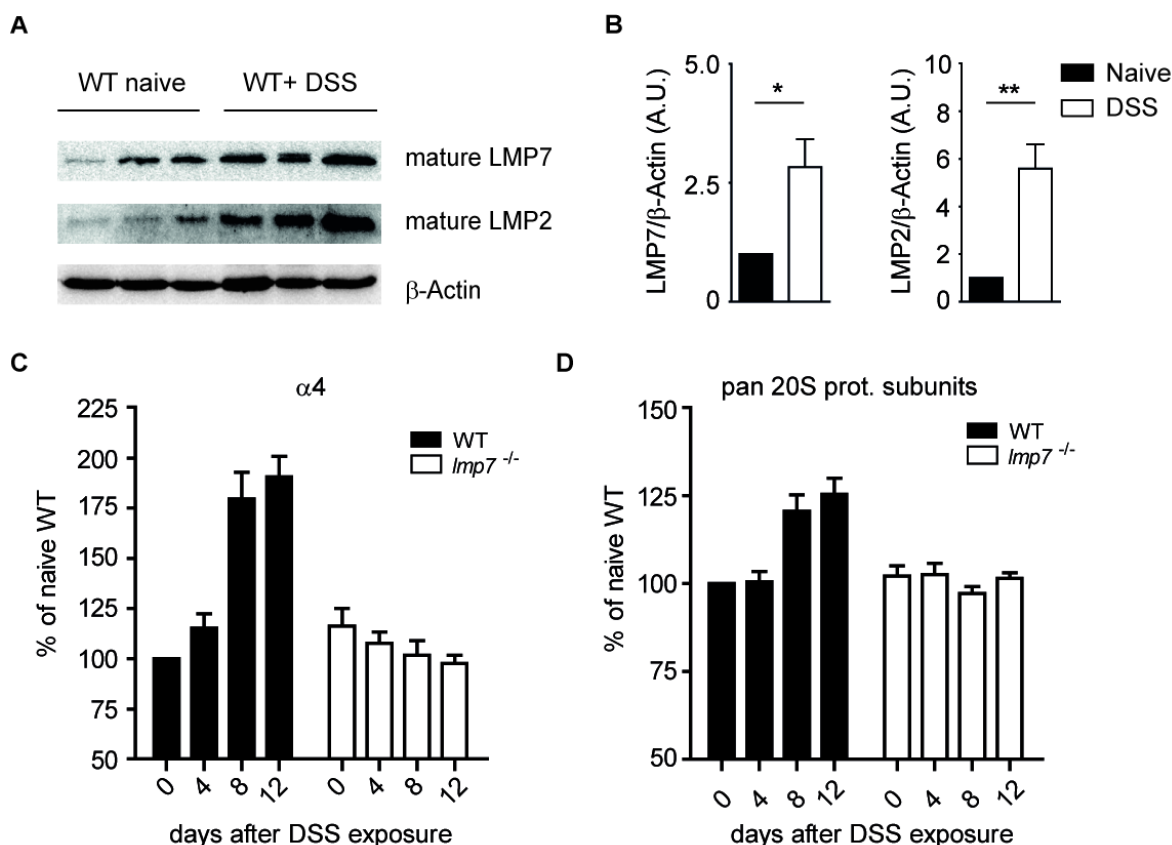 A
WT naive
WT+ DSS
mature LMP7
mature LMP2
β-Actin
B
LMP7/β-Actin (A.U.)
5.0
2.5
0
*
LMP2/β-Actin (A.U.)
10
8
6
4
2
0
**
Naive
DSS
C
α4
% of naive WT
225
200
175
150
125
100
75
50
WT
lmp7 -/-
0 4 8 12 0 4 8 12
days after DSS exposure
D
pan 20S prot. subunits
% of naive WT
150
125
100
75
50
WT
lmp7 -/-
0 4 8 12 0 4 8 12
days after DSS exposure